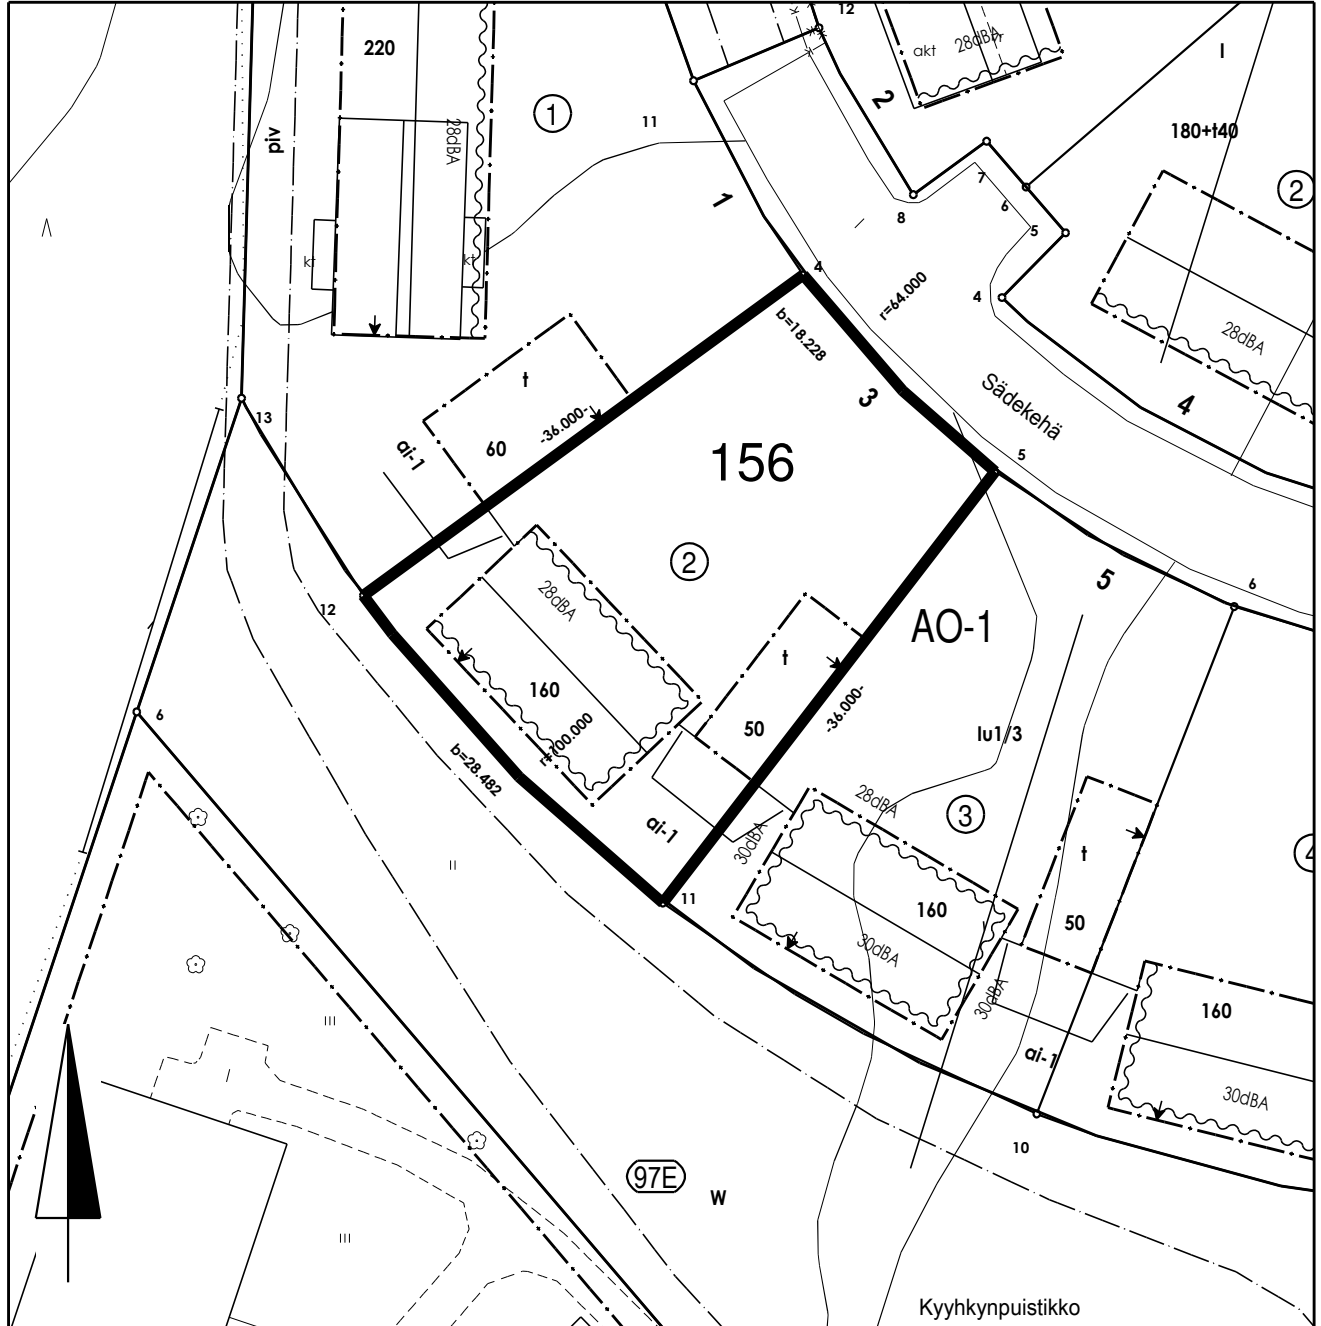 220
28dBA
piv
1
11
12
akt
28dBA
2
I
180+t40
2
7
8
6
5
1
kt
kt
4
4
r=64.000
b=18.228
28dBA
t
-36.000-
3
Sädekehä
4
13
ai-1
60
156
5
2
28dBA
5
6
12
AO-1
160
t
6
r=100.000
50
-36.000-
lu1/3
b=28.482
28dBA
3
t
4
ai-1
30dBA
II
11
160
50
30dBA
30dBA
160
III
ai-1
30dBA
10
97E
W
III
Kyyhkynpuistikko